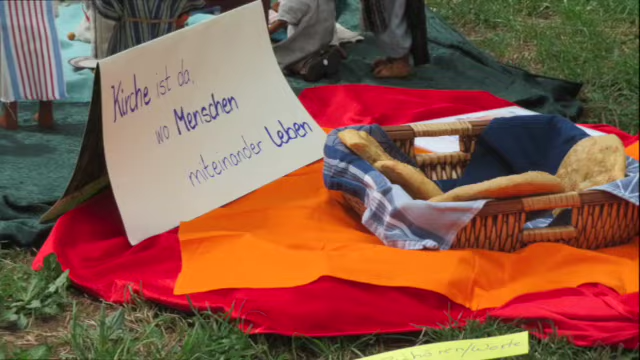 Kirche ist da,
wo Menschen
miteinander leben